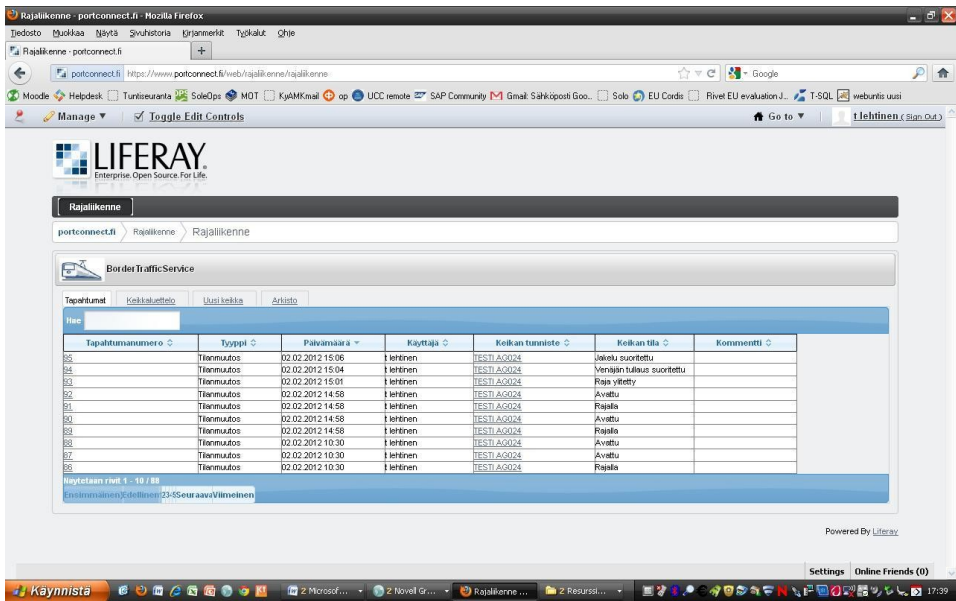 Rajaliikenne - portconnect.fi - Mozilla Firefox
Tiedosto Muokkaa Näytä Sivuhistoria Kirjanmerkit Työkalut Ohje
Rajaliikenne - portconnect.fi +
portconnect.fi https://www.portconnect.fi/web/rajaliikenne/rajaliikenne Google
Moodle Helpdesk Tuntiseuranta SoleOps MOT KyAMKmail op UCC remote SAP Community Gmail: Sähköposti Goo... Solo EU Cordis Rivet EU evaluation J... T-SQL webuntis uusi
Manage Toggle Edit Controls Go to t lehtinen (Sign Out)
LIFERAY.
Enterprise. Open Source. For Life.
Rajaliikenne
portconnect.fi Rajaliikenne Rajaliikenne
BorderTrafficService
Tapahtumat Keikkaluettelo Uusi keikka Arkisto
Hae
Tapahtumanumero Tyyppi Päivämäärä Käyttäjä Keikan tunniste Keikan tila Kommentti
95 Tilanmuutos 02.02.2012 15:06 t lehtinen TESTI AG024 Jakelu suoritettu
94 Tilanmuutos 02.02.2012 15:04 t lehtinen TESTI AG024 Venäjän tullaus suoritettu
93 Tilanmuutos 02.02.2012 15:01 t lehtinen TESTI AG024 Raja ylitetty
92 Tilanmuutos 02.02.2012 14:58 t lehtinen TESTI AG024 Avattu
91 Tilanmuutos 02.02.2012 14:58 t lehtinen TESTI AG024 Rajalla
90 Tilanmuutos 02.02.2012 14:58 t lehtinen TESTI AG024 Avattu
89 Tilanmuutos 02.02.2012 14:58 t lehtinen TESTI AG024 Rajalla
88 Tilanmuutos 02.02.2012 10:30 t lehtinen TESTI AG024 Avattu
87 Tilanmuutos 02.02.2012 10:30 t lehtinen TESTI AG024 Avattu
86 Tilanmuutos 02.02.2012 10:30 t lehtinen TESTI AG024 Rajalla
Näytetaan rivit 1 - 10 / 88
Ensimmäinen Edellinen 2345 Seuraava Viimeinen
Powered By Liferay
Settings Online Friends (0)
Käynnistä 2 Microsof... 2 Novell Gr... Rajaliikenne ... 2 Resurssi... 17:39